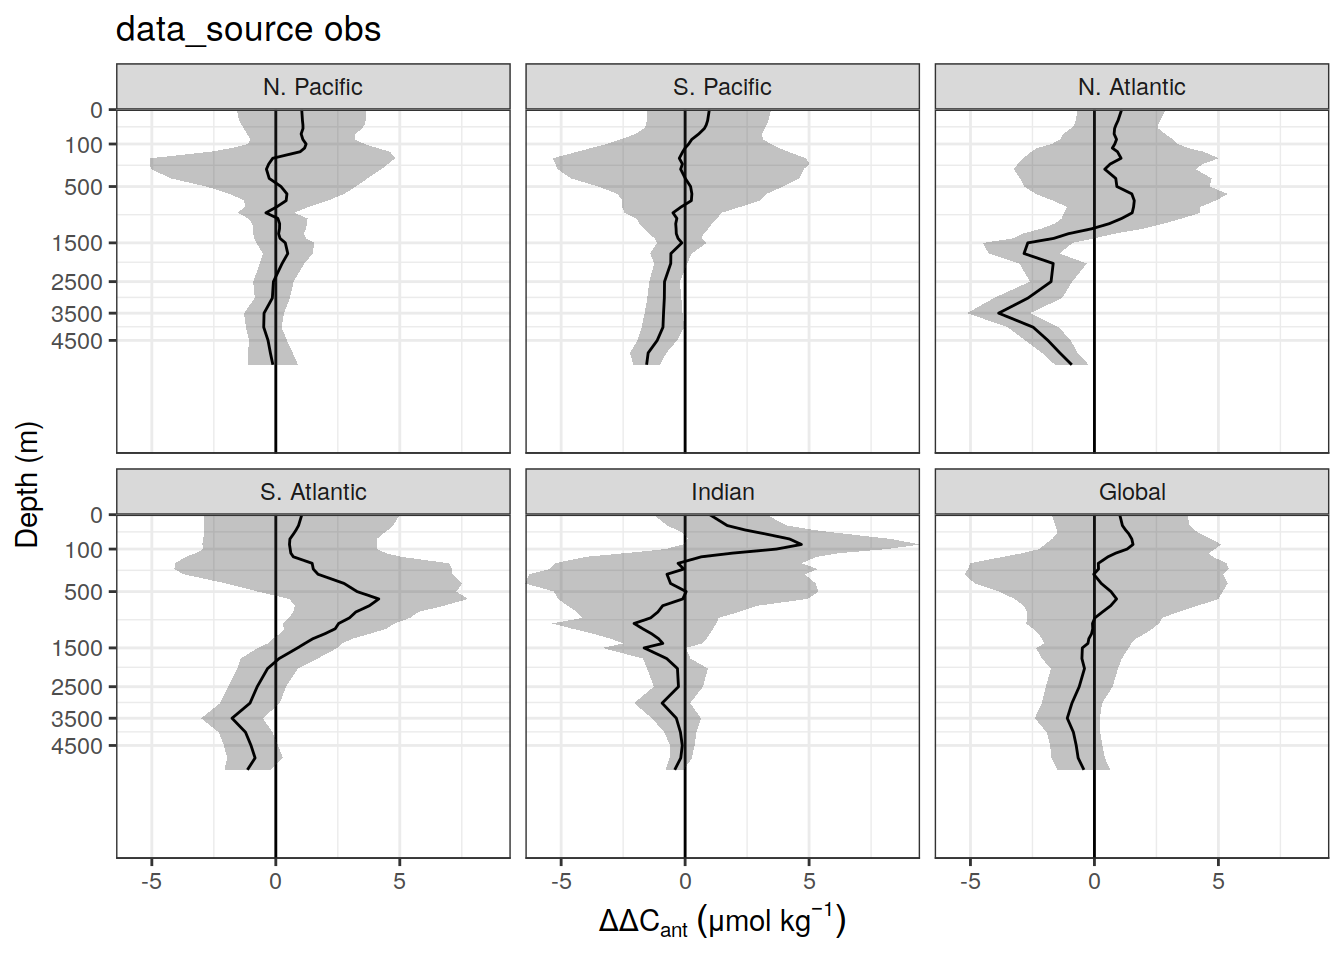 data_source obs
N. Pacific
S. Pacific
N. Atlantic
0
100
500
1500
2500
3500
4500
Depth (m)
S. Atlantic
Indian
Global
0
100
500
1500
2500
3500
4500
-5 0 5
-5 0 5
-5 0 5
ΔΔCant (μmol kg−1)